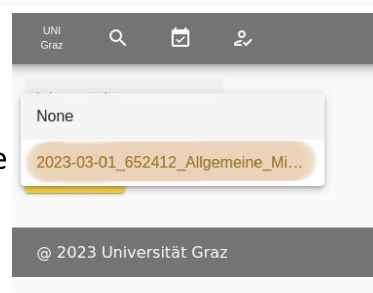 UNI
Graz
None
e
2023-03-01_652412_Allgemeine_Mi...
@ 2023 Universität Graz